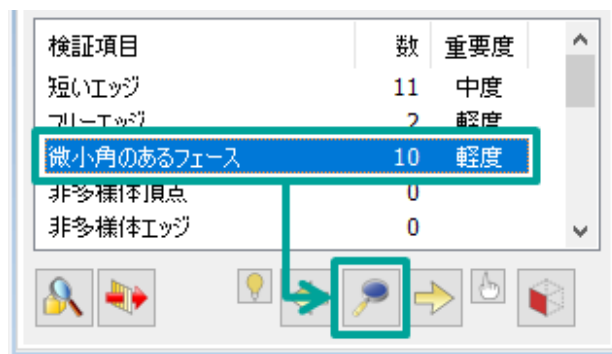 検証項目 数 重要度
短いエッジ 11 中度
フリーエッジ 2 軽度
微小角のあるフェース 10 軽度
非多様体頂点 0
非多様体エッジ 0